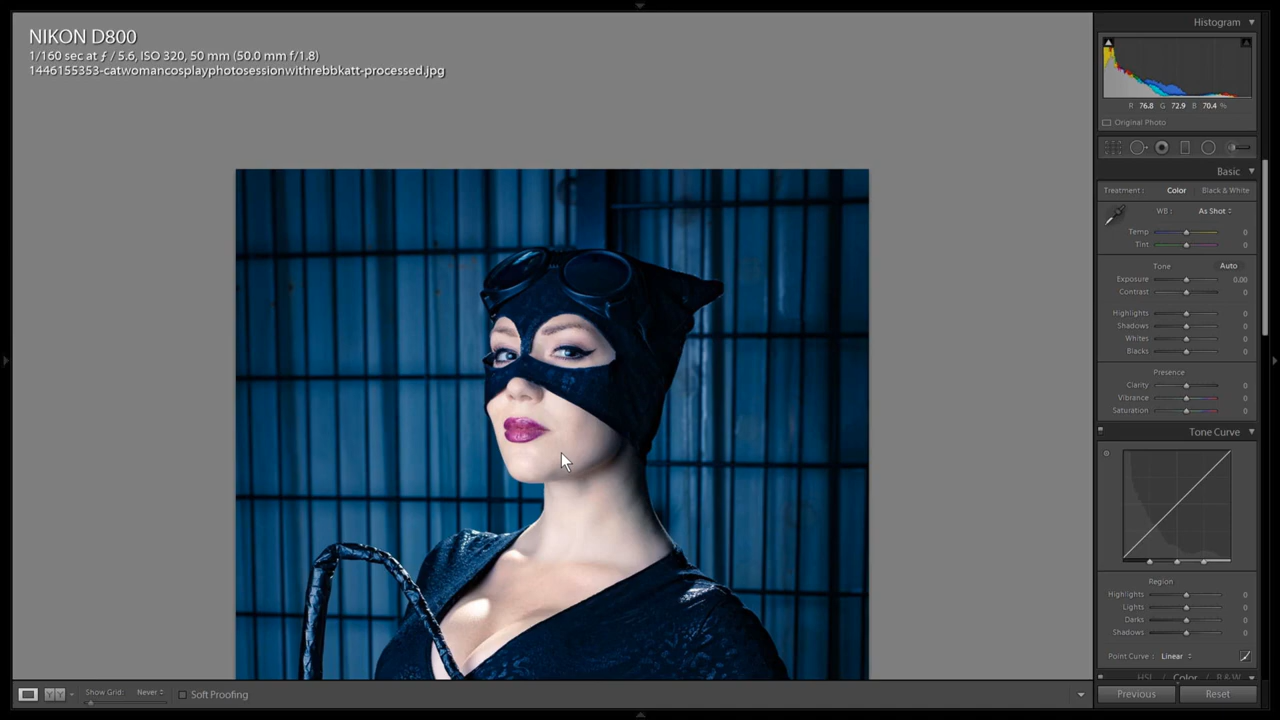 NIKON D800
1/160 sec at ƒ / 5.6, ISO 320, 50 mm (50.0 mm f/1.8)
1446155353-catwomancosplayphotosessionwithrebbkatt-processed.jpg
Histogram
R 76.8 G 72.9 B 70.4 %
Original Photo
Basic
Treatment : Color Black & White
WB : As Shot
Temp 0
Tint 0
Tone Auto
Exposure 0.00
Contrast 0
Highlights 0
Shadows 0
Whites 0
Blacks 0
Presence
Clarity 0
Vibrance 0
Saturation 0
Tone Curve
Region
Highlights 0
Lights 0
Darks 0
Shadows 0
Point Curve : Linear
HSL / Color / B & W
Previous Reset
Y Y Show Grid: Never Soft Proofing